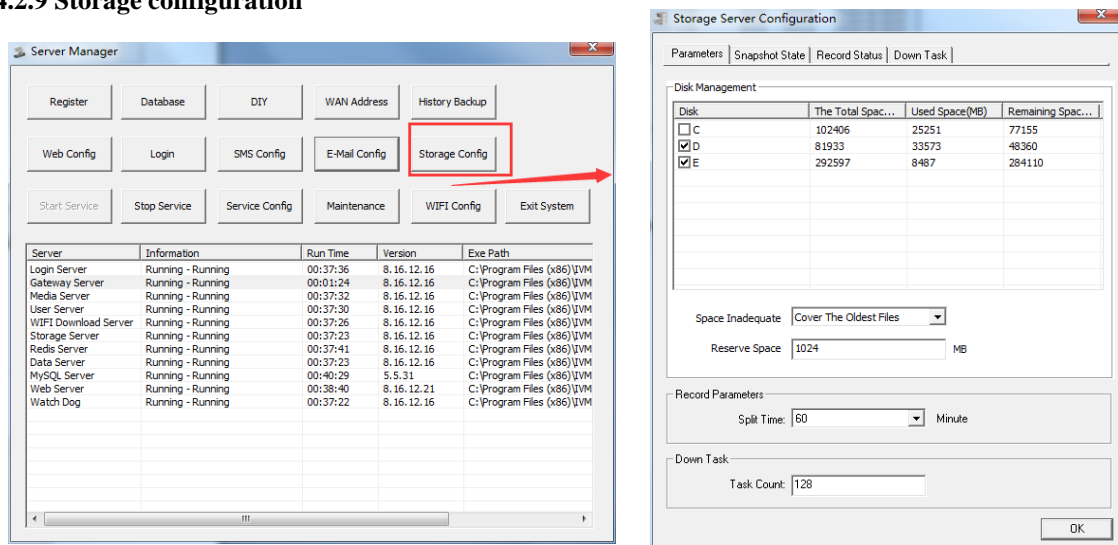 4.2.9 Storage configuration
Server Manager
Register Database DIY WAN Address History Backup
Web Config Login SMS Config E-Mail Config Storage Config
Start Service Stop Service Service Config Maintenance WIFI Config Exit System
Server Information Run Time Version Exe Path
Login Server Running - Running 00:37:36 8.16.12.16 C:\Program Files (x86)\IVM
Gateway Server Running - Running 00:01:24 8.16.12.16 C:\Program Files (x86)\IVM
Media Server Running - Running 00:37:32 8.16.12.16 C:\Program Files (x86)\IVM
User Server Running - Running 00:37:30 8.16.12.16 C:\Program Files (x86)\IVM
WIFI Download Server Running - Running 00:37:26 8.16.12.16 C:\Program Files (x86)\IVM
Storage Server Running - Running 00:37:23 8.16.12.16 C:\Program Files (x86)\IVM
Redis Server Running - Running 00:37:41 8.16.12.16 C:\Program Files (x86)\IVM
Data Server Running - Running 00:37:23 8.16.12.16 C:\Program Files (x86)\IVM
MySQL Server Running - Running 00:40:29 5.5.31 C:\Program Files (x86)\IVM
Web Server Running - Running 00:38:40 8.16.12.21 C:\Program Files (x86)\IVM
Watch Dog Running - Running 00:37:22 8.16.12.16 C:\Program Files (x86)\IVM
Storage Server Configuration
Parameters Snapshot State Record Status Down Task
Disk Management
Disk The Total Spac... Used Space(MB) Remaining Spac...
C 102406 25251 77155
D 81933 33573 48360
E 292597 8487 284110
Space Inadequate Cover The Oldest Files
Reserve Space 1024 MB
Record Parameters
Split Time: 60 Minute
Down Task
Task Count: 128
OK